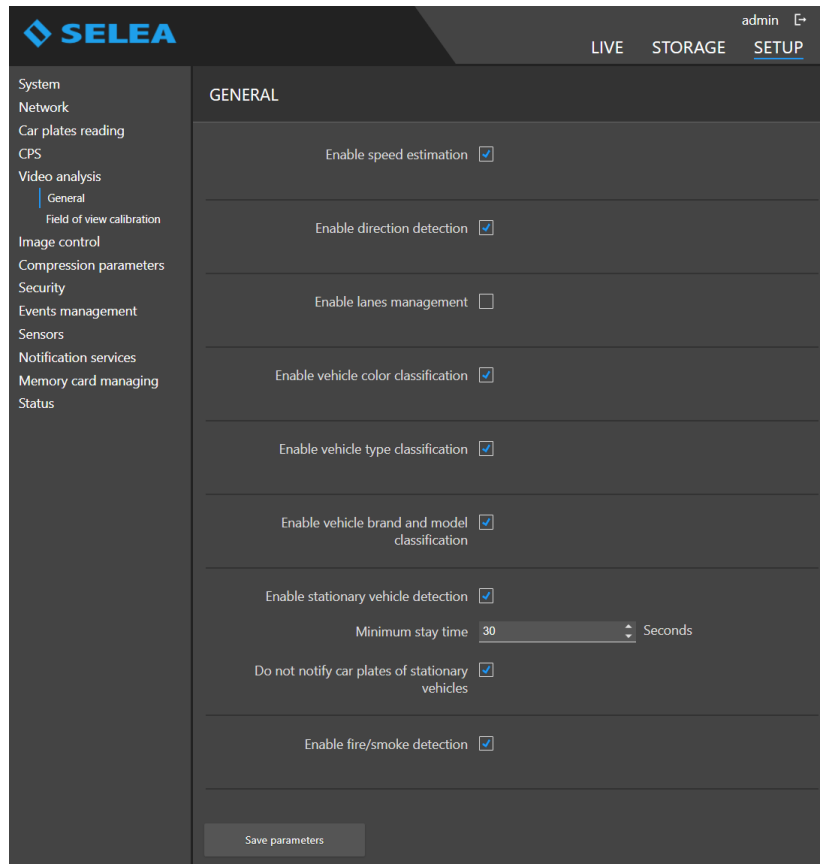 SELEA
admin
LIVE STORAGE SETUP
System
Network
Car plates reading
CPS
Video analysis
General
Field of view calibration
Image control
Compression parameters
Security
Events management
Sensors
Notification services
Memory card managing
Status
GENERAL
Enable speed estimation
Enable direction detection
Enable lanes management
Enable vehicle color classification
Enable vehicle type classification
Enable vehicle brand and model
classification
Enable stationary vehicle detection
Minimum stay time 30 Seconds
Do not notify car plates of stationary
vehicles
Enable fire/smoke detection
Save parameters